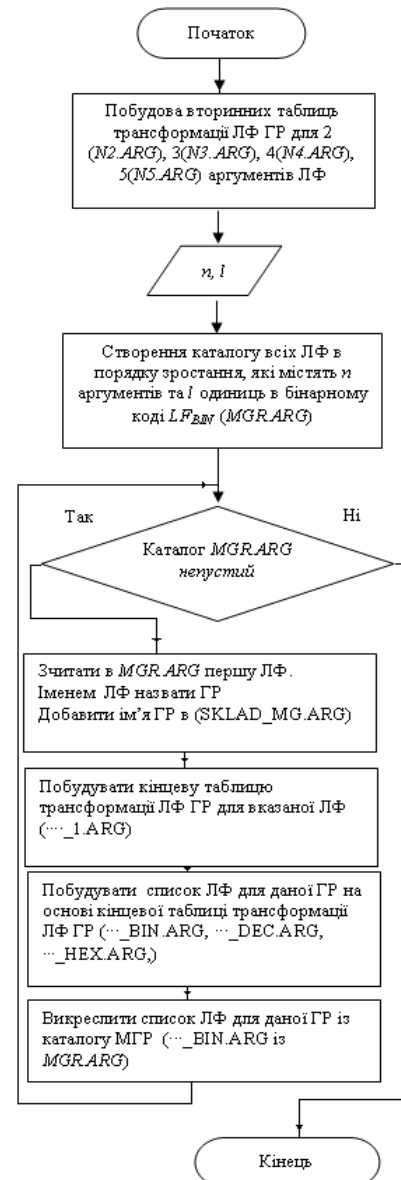 Початок
Побудова вторинних таблиць
трансформації ЛФ ГР для 2
(N2.ARG), 3(N3.ARG), 4(N4.ARG),
5(N5.ARG) аргументів ЛФ
n, l
Створення каталогу всіх ЛФ в
порядку зростання, які містять n
аргументів та l одиниць в бінарному
коді LF_BIN (MGR.ARG)
Так
Ні
Каталог MGR.ARG
непустий
Зчитати в MGR.ARG першу ЛФ.
Іменем ЛФ назвати ГР
Добавити ім’я ГР в (SKLAD_MG.ARG)
Побудувати кінцеву таблицю
трансформації ЛФ ГР для вказаної ЛФ
(····_1.ARG)
Побудувати список ЛФ для даної ГР на
основі кінцевої таблиці трансформації
ЛФ ГР (···_BIN.ARG, ···_DEC.ARG,
···_HEX.ARG,)
Викреслити список ЛФ для даної ГР із
каталогу МГР (···_BIN.ARG із
MGR.ARG)
Кінець